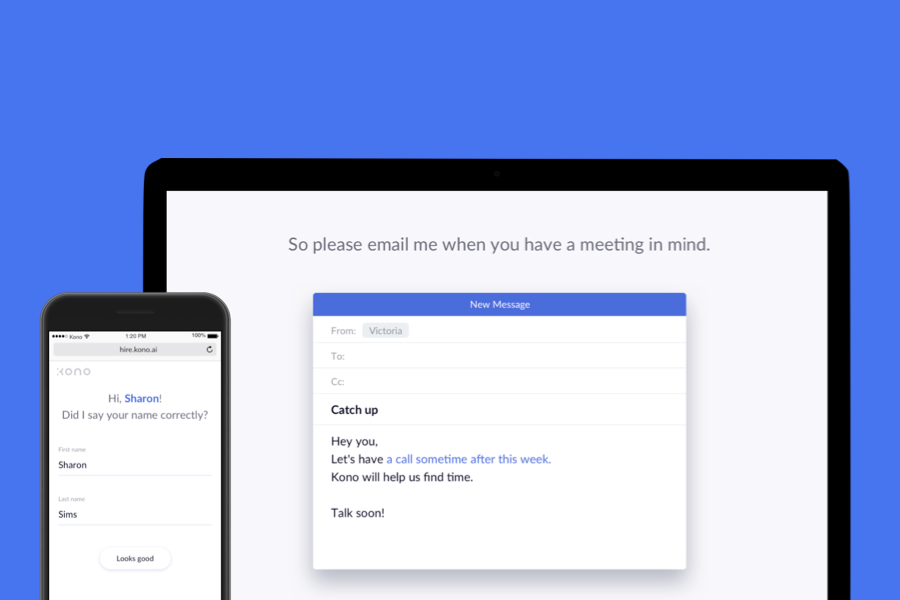 So please email me when you have a meeting in mind.
New Message
From: Victoria
To:
Cc:
Catch up
Hey you,
Let's have a call sometime after this week.
Kono will help us find time.
Talk soon!
Kono
1:20 PM
100%
hire.kono.ai
kono
Hi, Sharon!
Did I say your name correctly?
First name
Sharon
Last name
Sims
Looks good